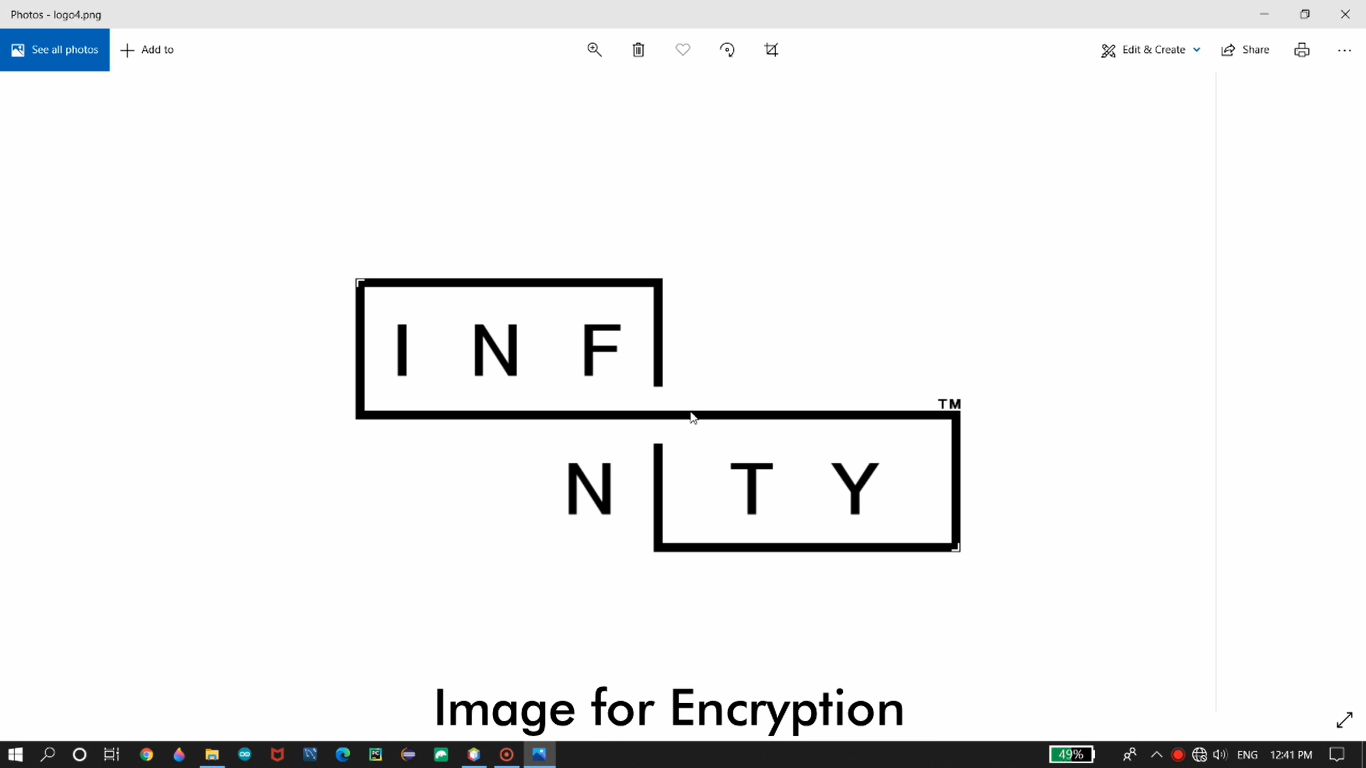 Photos - logo4.png
See all photos
Add to
Edit & Create
Share
I N F
TM
N T Y
Image for Encryption
49%
ENG
12:41 PM